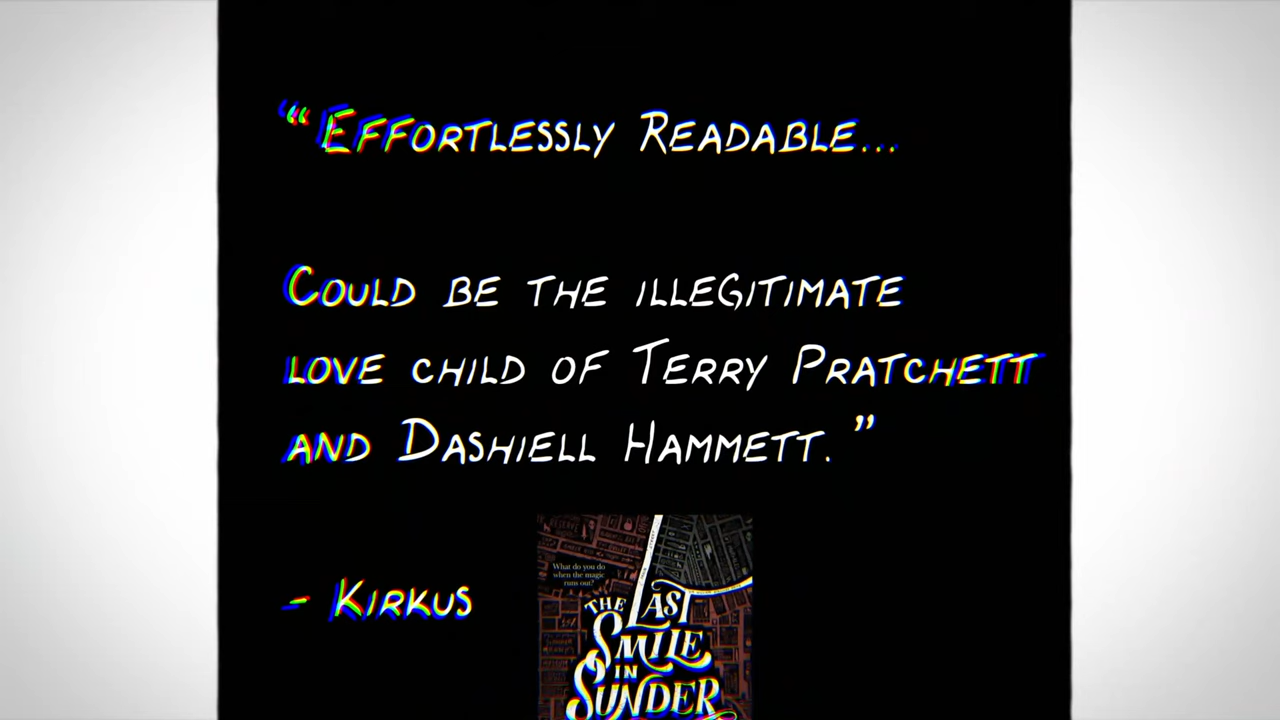 “Effortlessly Readable...
Could be the illegitimate
love child of Terry Pratchett
and Dashiell Hammett.”
- Kirkus
What do you do
when the magic
runs out?
THE LAST
SMILE
IN
SUNDER